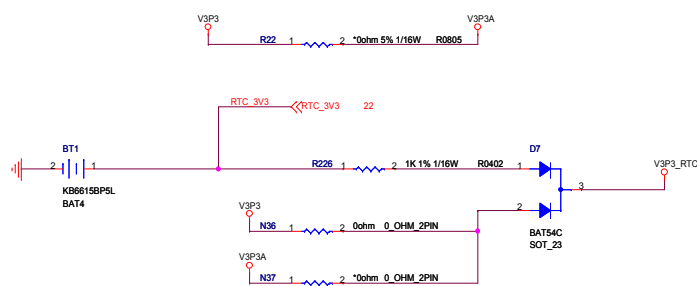 V3P3 V3P3A
R22 1 2 *0ohm 5% 1/16W R0805
RTC_3V3 RTC_3V3 22
BT1 D7
2 1 R226 1 2 1K 1% 1/16W R0402 1 V3P3_RTC
3
KB6615BP5L
BAT4
V3P3 2
N36 1 2 0ohm 0_OHM_2PIN BAT54C
SOT_23
V3P3A
N37 1 2 *0ohm 0_OHM_2PIN